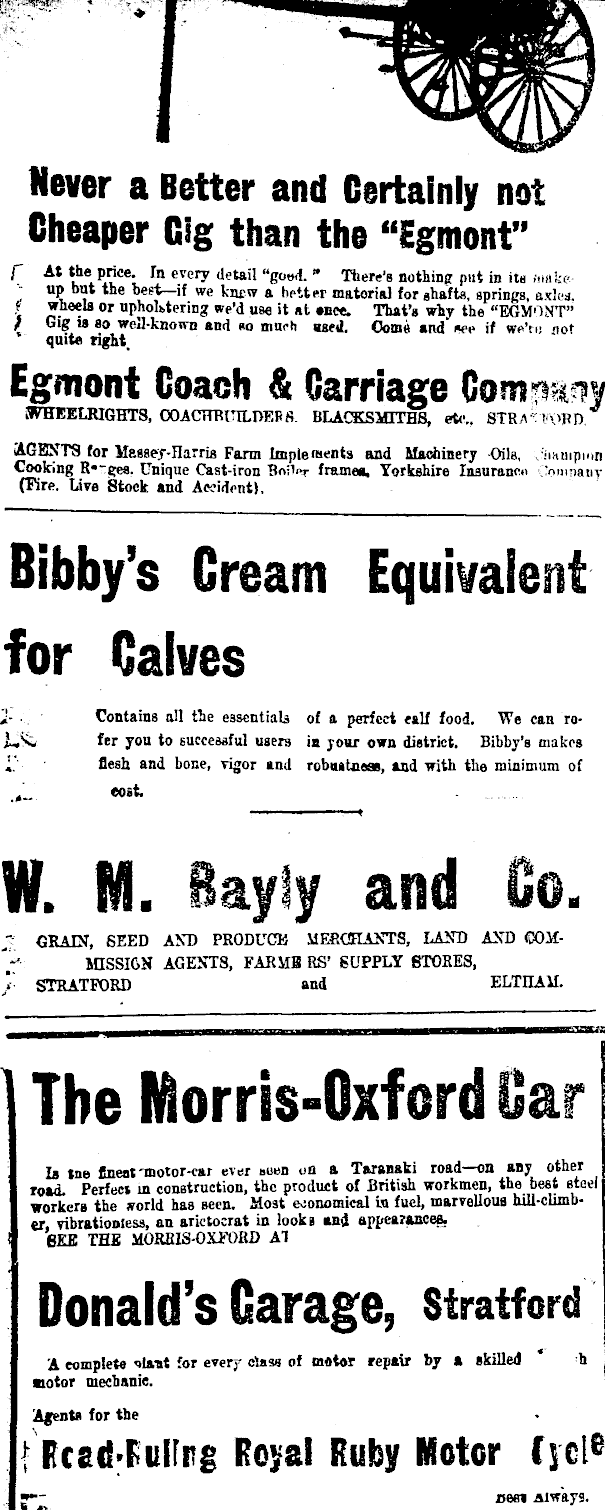 Never a Better and Certainly not
Cheaper Gig than the "Egmont"
At the price. In every detail "good." There's nothing put in its make-
up but the best—if we knew a better material for shafts, springs, axles,
wheels or upholstering we'd use it at once. That's why the "EGMONT"
Gig is so well-known and so much used. Come and see if we're not
quite right.
Egmont Coach & Carriage Company
WHEELRIGHTS, COACHBUILDERS. BLACKSMITHS, etc., STRATFORD.
AGENTS for Massey-Harris Farm Implements and Machinery Oils, Champion
Cooking Ranges. Unique Cast-iron Boiler frames, Yorkshire Insurance Company
(Fire. Live Stock and Accident).
Bibby's Cream Equivalent
for Calves
Contains all the essentials of a perfect calf food. We can re-
fer you to successful users in your own district. Bibby's makes
flesh and bone, vigor and robustness, and with the minimum of
cost.
W. M. Bayly and Co.
GRAIN, SEED AND PRODUCE MERCHANTS, LAND AND COM-
MISSION AGENTS, FARMERS' SUPPLY STORES,
STRATFORD and ELTHAM.
The Morris-Oxford Car
Is the finest motor-car ever seen on a Taranaki road—on any other
road. Perfect in construction, the product of British workmen, the best steel
workers the world has seen. Most economical in fuel, marvellous hill-climb-
er, vibrationless, an aristocrat in looks and appearances.
SEE THE MORRIS-OXFORD AT
Donald's Garage, Stratford
A complete plant for every class of motor repair by a skilled
motor mechanic.
Agents for the
Road-Ruling Royal Ruby Motor Cycle
Best Always.